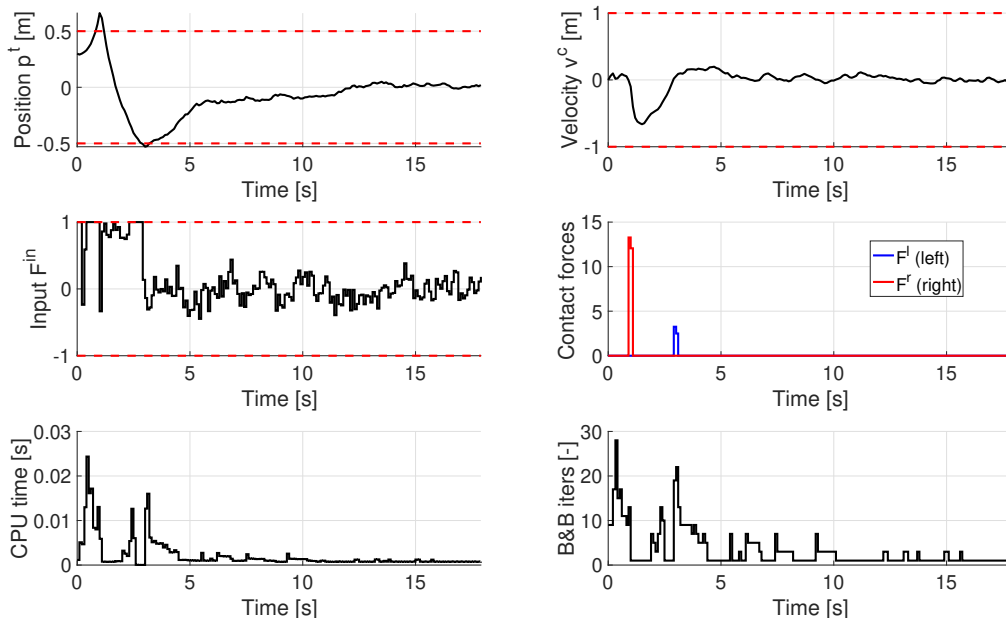 Position p^t [m]
0.5
0
-0.5
0 5 10 15
Time [s]
Velocity v^c [m]
1
0
-1
0 5 10 15
Time [s]
Input F^in
1
0
-1
0 5 10 15
Time [s]
Contact forces
15
10
5
0
0 5 10 15
Time [s]
F^l (left)
F^r (right)
CPU time [s]
0.03
0.02
0.01
0
0 5 10 15
Time [s]
B&B iters [-]
30
20
10
0
0 5 10 15
Time [s]